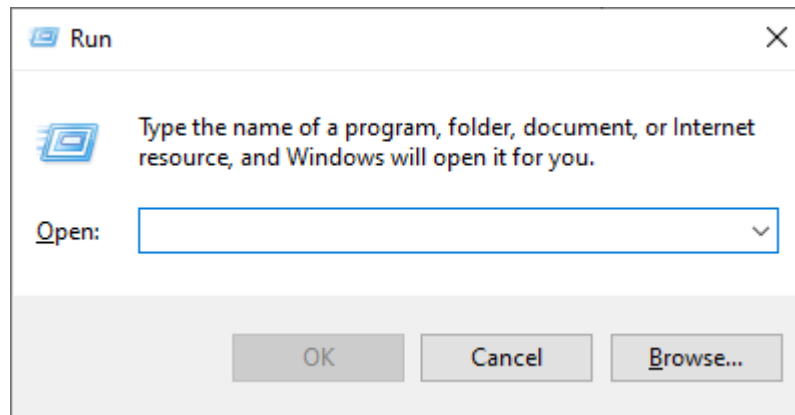 Run
Type the name of a program, folder, document, or Internet
resource, and Windows will open it for you.
Open:
OK Cancel Browse...